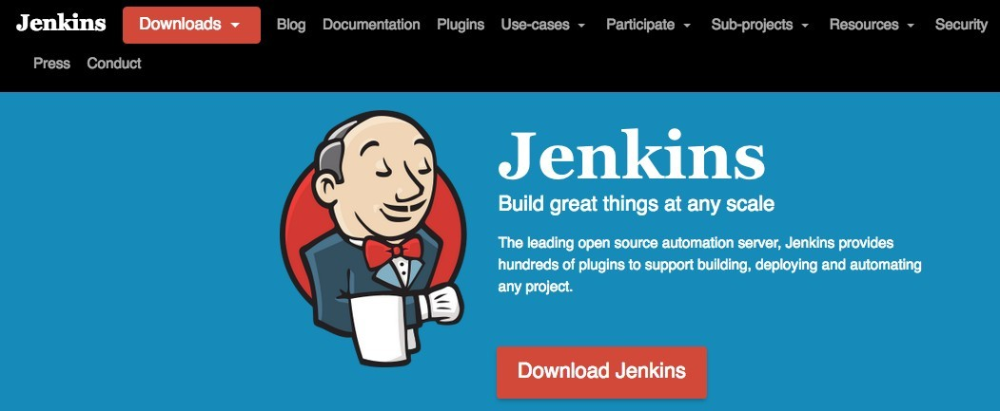 Jenkins Downloads Blog Documentation Plugins Use-cases Participate Sub-projects Resources Security
Press Conduct
Jenkins
Build great things at any scale
The leading open source automation server, Jenkins provides
hundreds of plugins to support building, deploying and automating
any project.
Download Jenkins